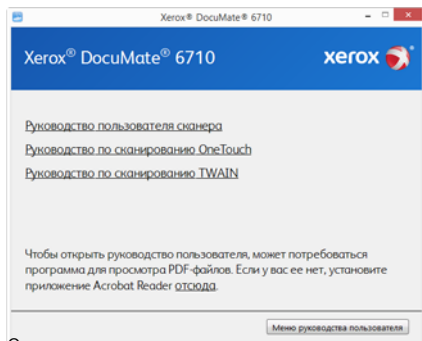 Xerox® DocuMate® 6710
Xerox® DocuMate® 6710
xerox
Руководство пользователя сканера
Руководство по сканированию OneTouch
Руководство по сканированию TWAIN
Чтобы открыть руководство пользователя, может потребоваться
программа для просмотра PDF-файлов. Если у вас ее нет, установите
приложение Acrobat Reader отсюда.
Меню руководства пользователя